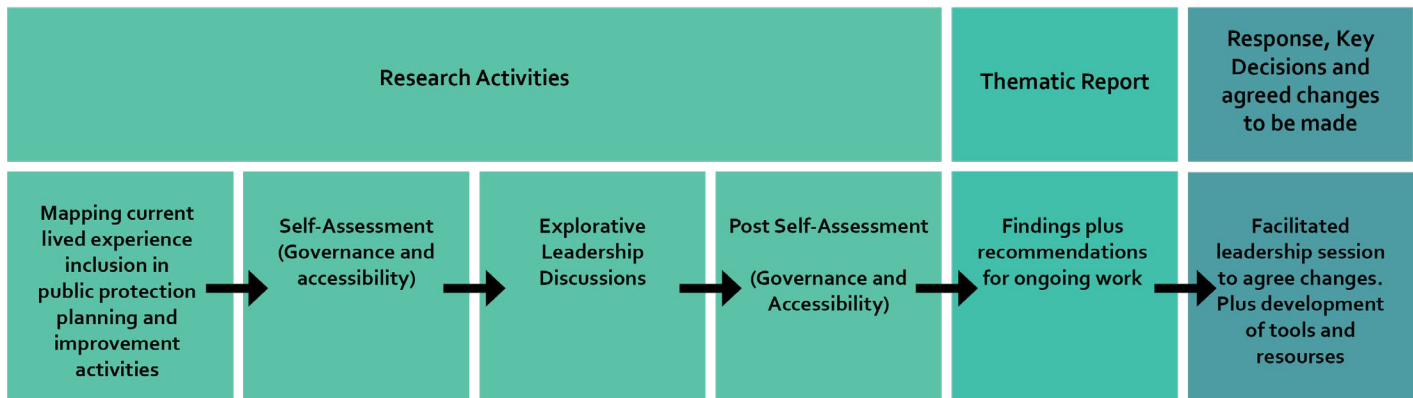 Research Activities
Thematic Report
Response, Key
Decisions and
agreed changes
to be made
Mapping current
lived experience
inclusion in
public protection
planning and
improvement
activities
Self-Assessment
(Governance and
accessibility)
Explorative
Leadership
Discussions
Post Self-Assessment
(Governance and
Accessibility)
Findings plus
recommendations
for ongoing work
Facilitated
leadership session
to agree changes.
Plus development
of tools and
resourses